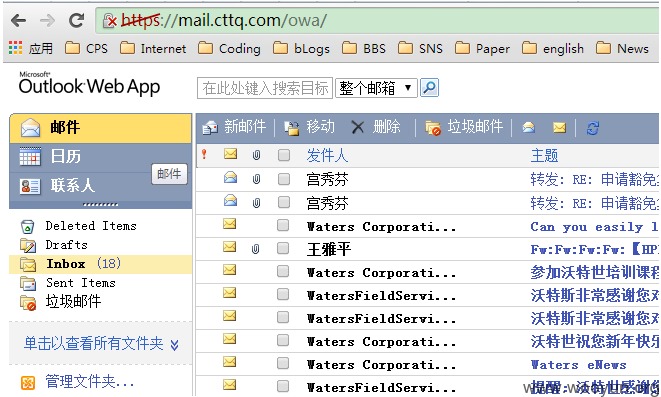 https://mail.cttq.com/owa/
应用 CPS Internet Coding bLogs BBS SNS Paper english News
Microsoft®
Outlook Web App 在此处键入搜索目标 整个邮箱
邮件 新邮件 移动 删除 垃圾邮件
日历 发件人 主题
联系人 邮件
宫秀芬 转发: RE: 申请豁免
宫秀芬 转发: RE: 申请豁免
Deleted Items Waters Corporati... Can you easily l
Drafts 王雅平 Fw:Fw:Fw:Fw:【HP
Inbox (18) Waters Corporati... 参加沃特世培训课程
Sent Items WatersFieldServi... 沃特斯非常感谢您对
垃圾邮件 WatersFieldServi... 沃特斯非常感谢您对
单击以查看所有文件夹 Waters Corporati... 沃特世祝您新年快乐
Waters Corporati... Waters eNews
管理文件夹... WatersFieldServi... 提醒：沃特世感谢您